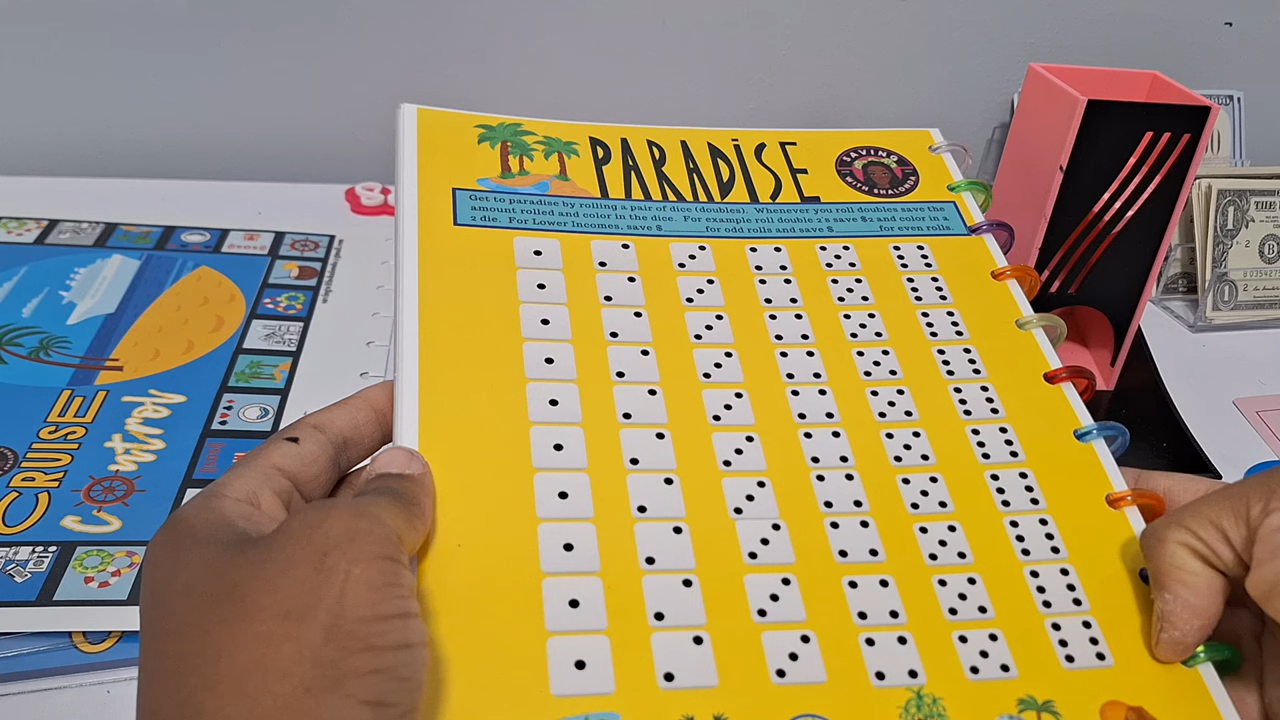 PARADISE
SAVING
WITH SHALONDA
Get to paradise by rolling a pair of dice (doubles). Whenever you roll doubles save the
amount rolled and color in the dice. For example roll double 2's save $2 and color in a
2 die. For Lower Incomes, save $______for odd rolls and save $______for even rolls.
CRUISE
Control